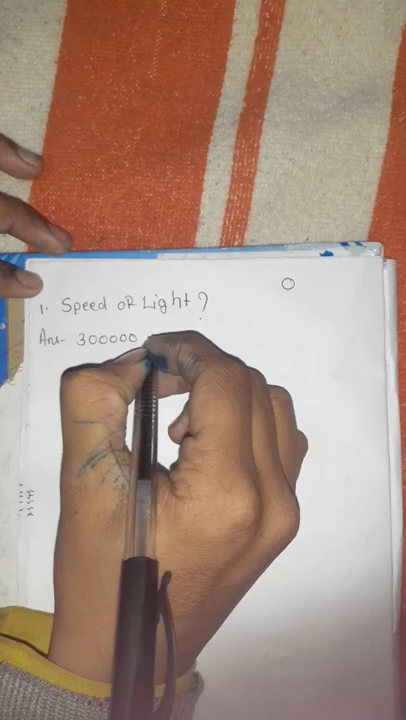 1. Speed oR Light ?
Ans- 300000